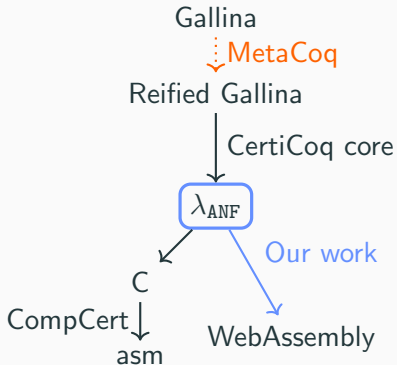 Gallina
MetaCoq
Reified Gallina
CertiCoq core
λANF
Our work
C
CompCert
WebAssembly
asm